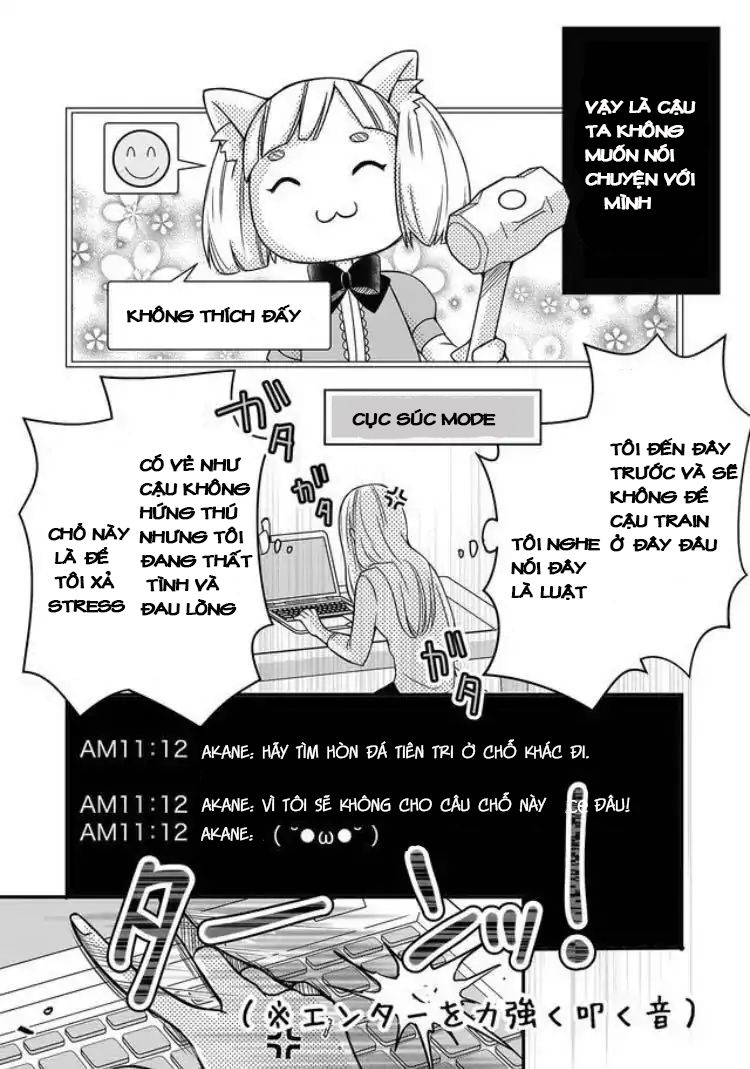 VẬY LÀ CẬU
TA KHÔNG
MUỐN NÓI
CHUYỆN VỚI
MÌNH
KHÔNG THÍCH ĐẤY
CỤC SÚC MODE
TÔI ĐẾN ĐÂY
TRƯỚC VÀ SẼ
KHÔNG ĐỂ
CẬU TRAIN
Ở ĐÂY ĐÂU
TÔI NGHE
NÓI ĐÂY
LÀ LUẬT
ガタ
ガタ
ガタ
CÓ VẺ NHƯ
CẬU KHÔNG
HỨNG THÚ
NHƯNG TÔI
ĐANG THẤT
TÌNH VÀ
ĐAU LÒNG
CHỖ NÀY
LÀ ĐỂ
TÔI XẢ
STRESS
AM11:12 AKANE: HÃY TÌM HÒN ĐÁ TIÊN TRI Ở CHỖ KHÁC ĐI.
AM11:12 AKANE: VÌ TÔI SẼ KHÔNG CHO CÂU CHỖ NÀY ĐÂU!
AM11:12 AKANE: (˘●ω●˘)
ターンッ!
(※エンターを力強く叩く音)